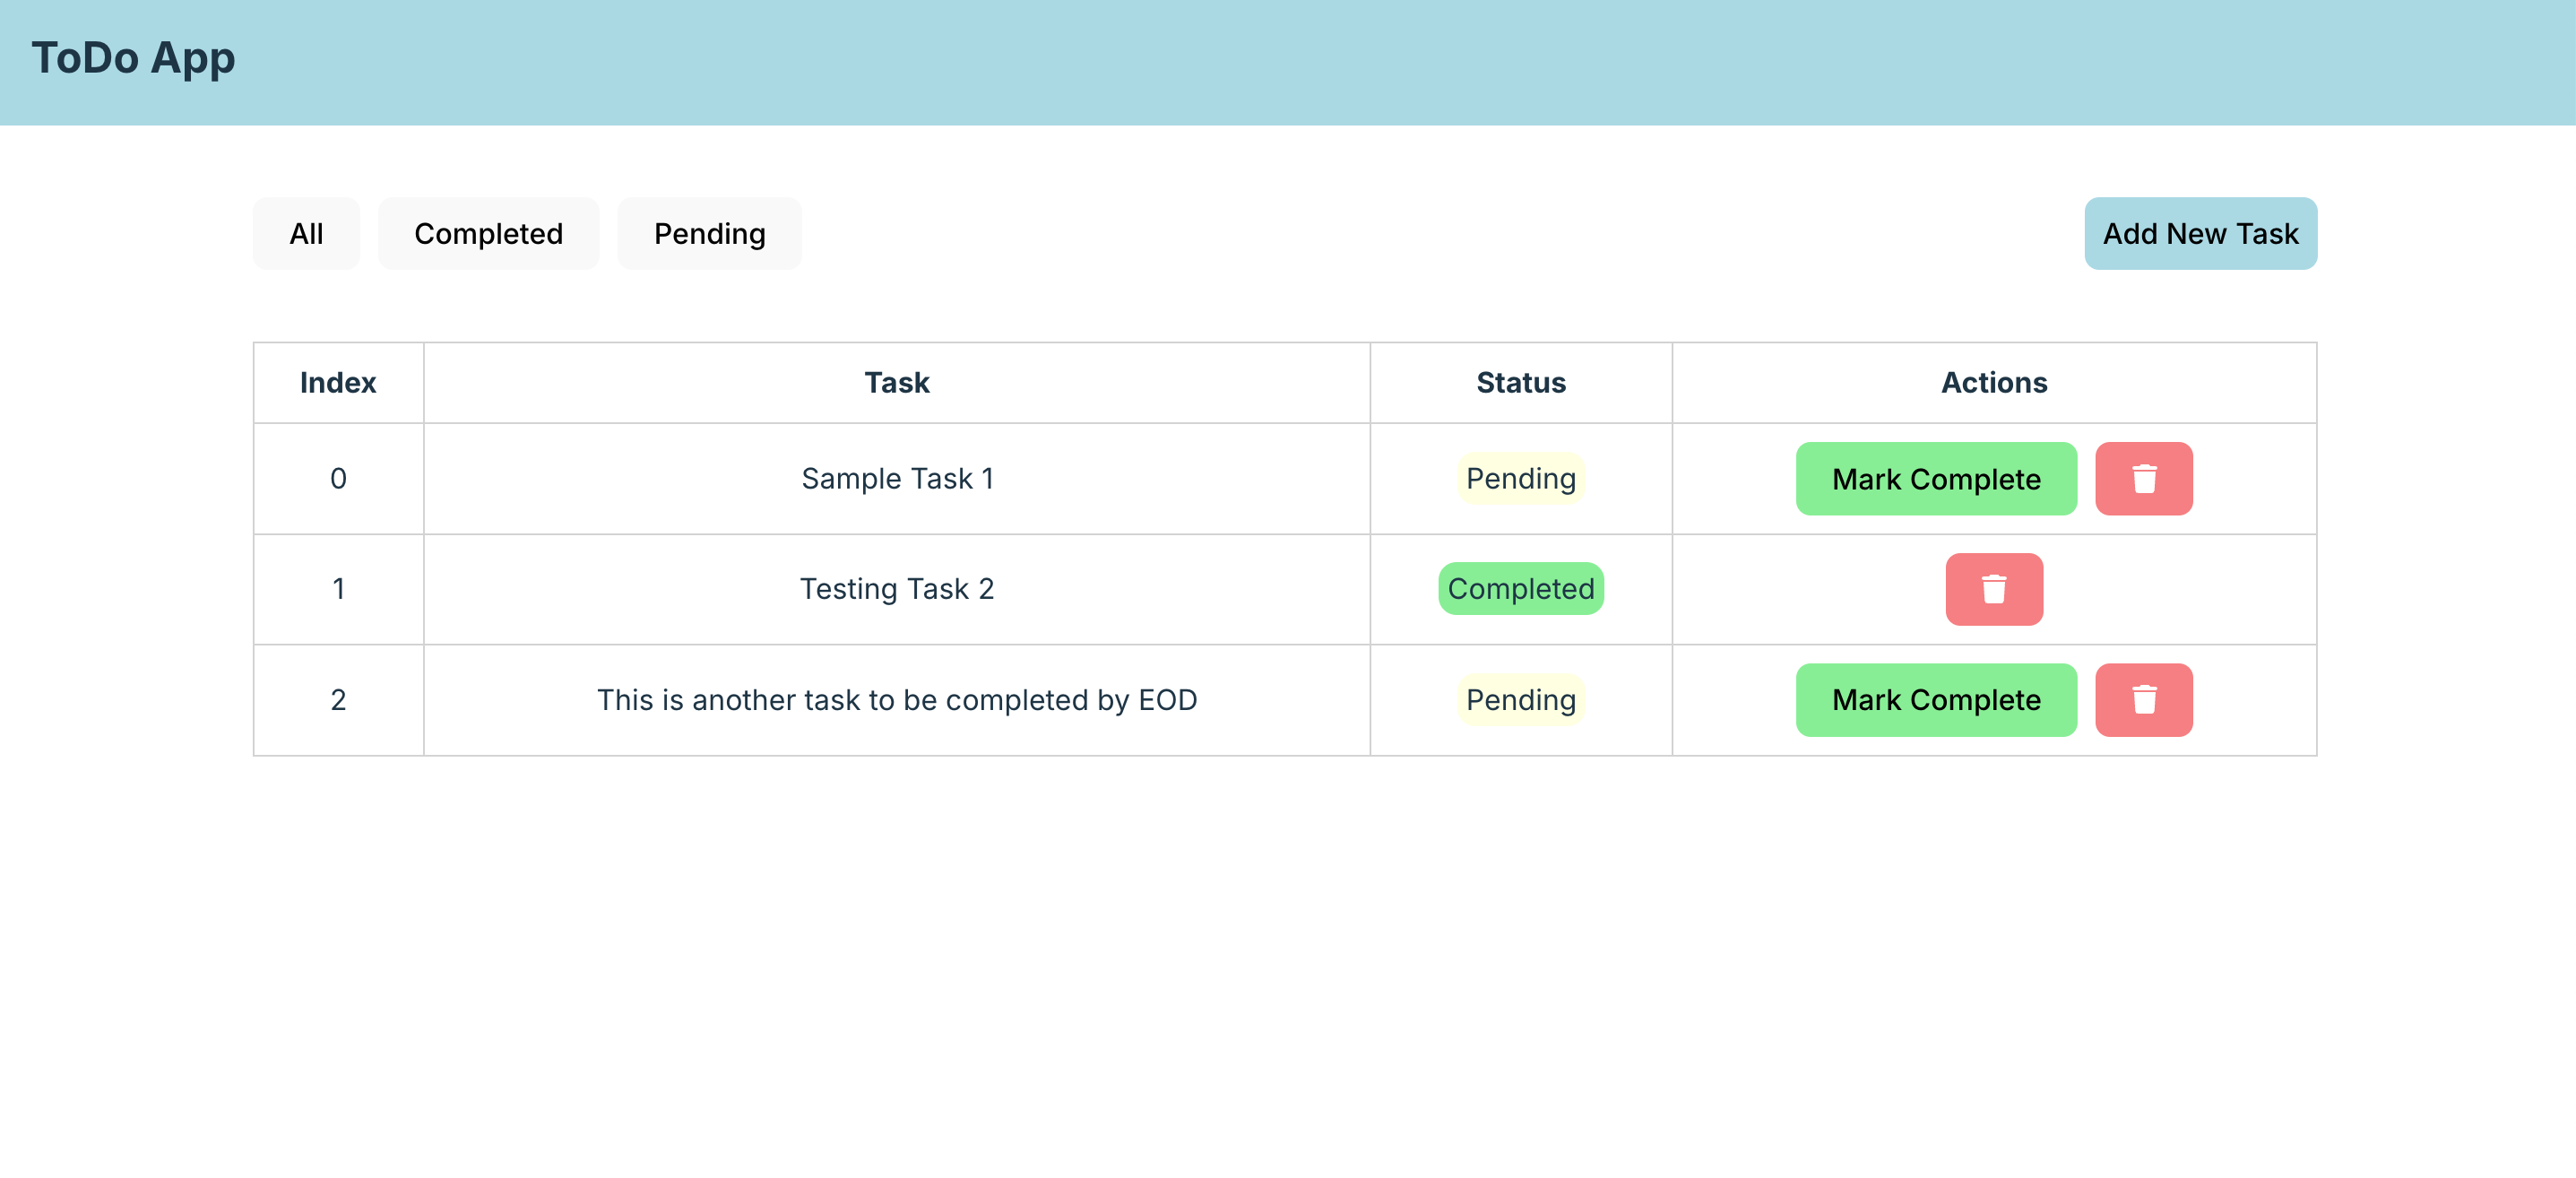 ToDo App
All Completed Pending Add New Task
Index Task Status Actions
0 Sample Task 1 Pending Mark Complete
1 Testing Task 2 Completed
2 This is another task to be completed by EOD Pending Mark Complete